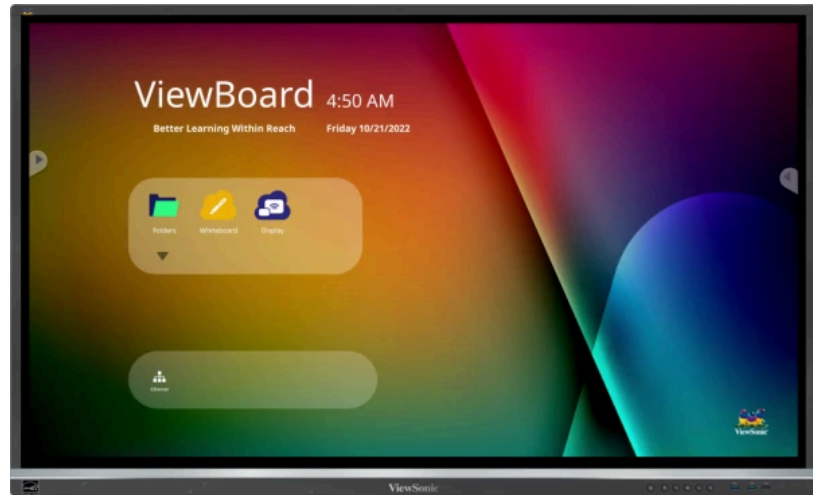 ViewBoard 4:50 AM
Better Learning Within Reach Friday 10/21/2022
Folders Whiteboard Display
Ethernet
ViewSonic
ViewSonic